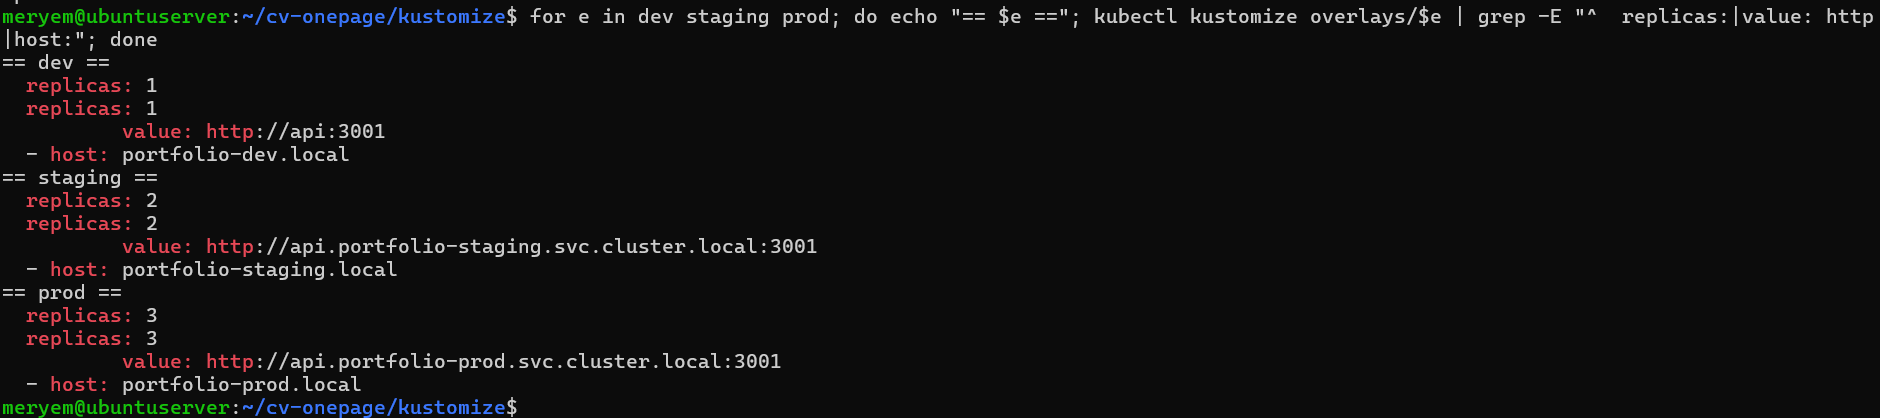 meryem@ubuntuserver:~/cv-onepage/kustomize$ for e in dev staging prod; do echo "== $e =="; kubectl kustomize overlays/$e | grep -E "^  replicas:|value: http
|host:"; done
== dev ==
  replicas: 1
  replicas: 1
          value: http://api:3001
  - host: portfolio-dev.local
== staging ==
  replicas: 2
  replicas: 2
          value: http://api.portfolio-staging.svc.cluster.local:3001
  - host: portfolio-staging.local
== prod ==
  replicas: 3
  replicas: 3
          value: http://api.portfolio-prod.svc.cluster.local:3001
  - host: portfolio-prod.local
meryem@ubuntuserver:~/cv-onepage/kustomize$